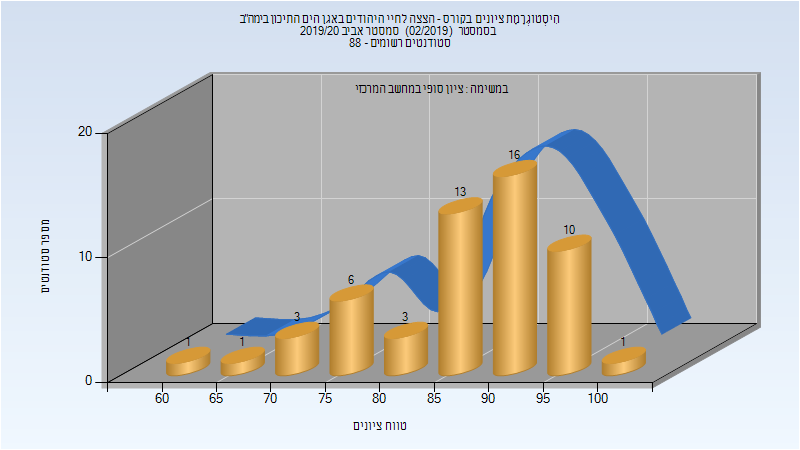 הִיסְטוֹגְרַמַת ציונים בקורס - הצצה לחיי היהודים באגן הים התיכון בימה"ב
בסמסטר (02/2019) סמסטר אביב 2019/20
סטודנטים רשומים - 88
במשימה : ציון סופי במחשב המרכזי
מספר סטודנטים
20
10
0
1
1
3
6
3
13
16
10
1
60 65 70 75 80 85 90 95 100
טווח ציונים